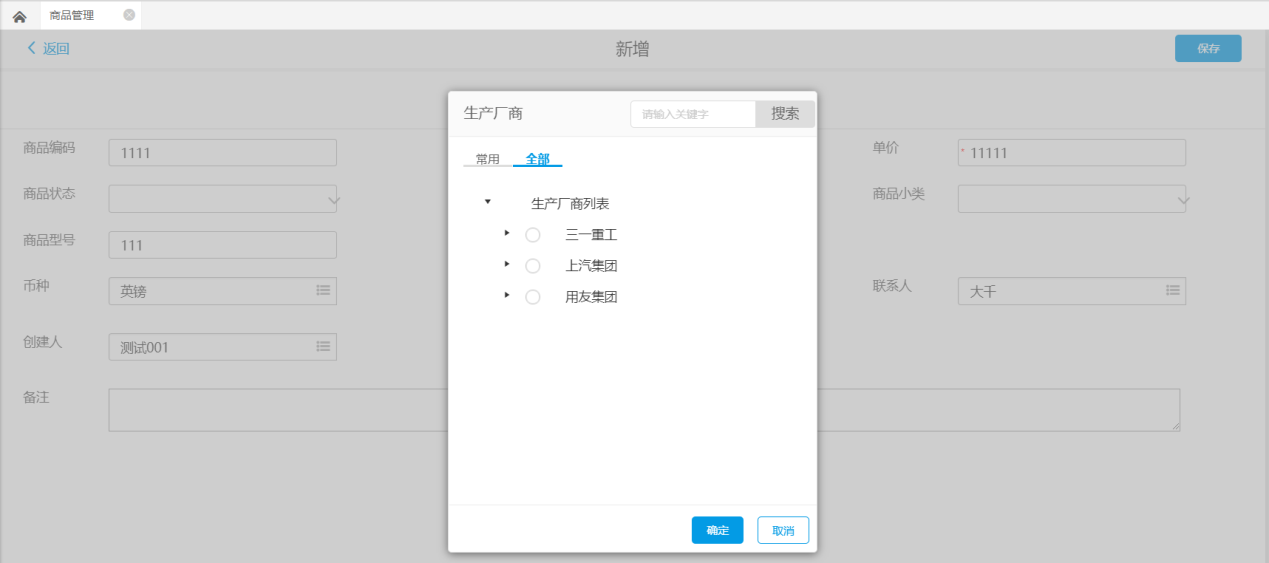 商品管理
返回
新增
保存
生产厂商
请输入关键字
搜索
常用
全部
生产厂商列表
三一重工
上汽集团
用友集团
确定
取消
商品编码
1111
单价
* 11111
商品状态
商品小类
商品型号
111
币种
英镑
联系人
大千
创建人
测试001
备注